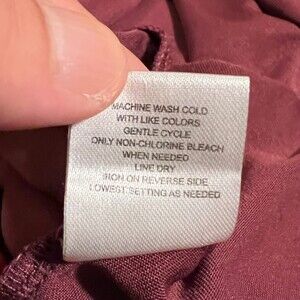 MACHINE WASH COLD
WITH LIKE COLORS
GENTLE CYCLE
ONLY NON-CHLORINE BLEACH
WHEN NEEDED
LINE DRY
IRON ON REVERSE SIDE
LOWEST SETTING AS NEEDED